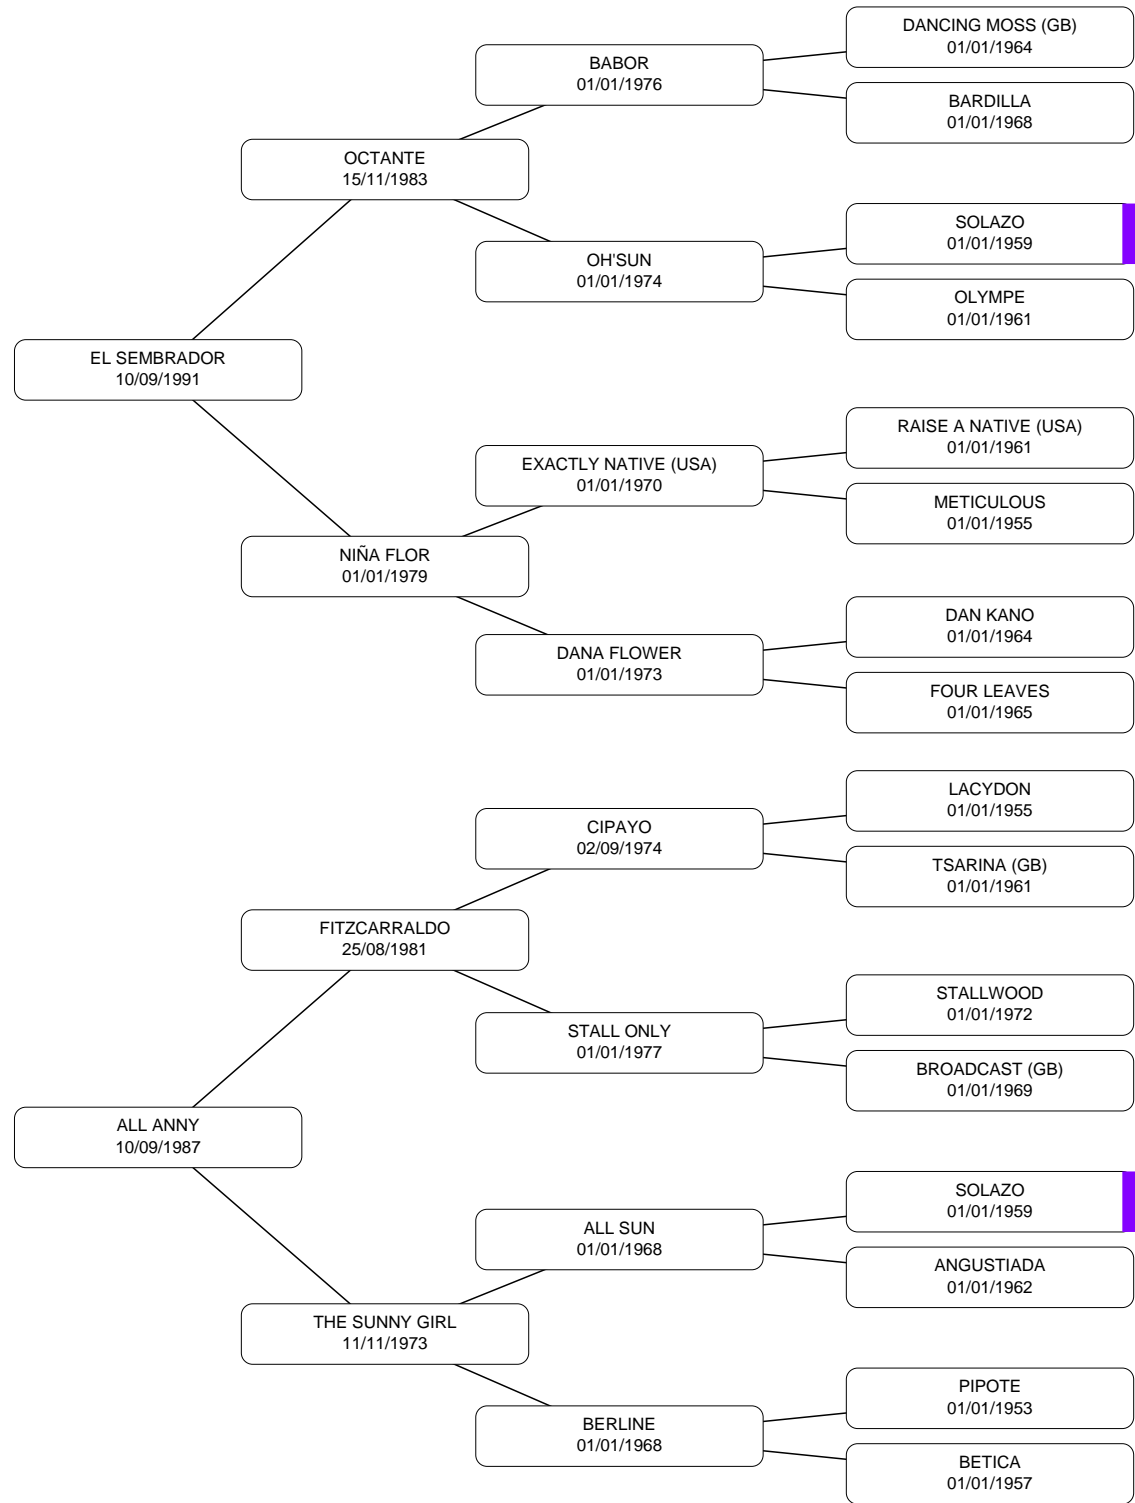 DANCING MOSS (GB)
01/01/1964
BABOR
01/01/1976
BARDILLA
01/01/1968
OCTANTE
15/11/1983
SOLAZO
01/01/1959
OH'SUN
01/01/1974
OLYMPE
01/01/1961
EL SEMBRADOR
10/09/1991
RAISE A NATIVE (USA)
01/01/1961
EXACTLY NATIVE (USA)
01/01/1970
METICULOUS
01/01/1955
NIÑA FLOR
01/01/1979
DAN KANO
01/01/1964
DANA FLOWER
01/01/1973
FOUR LEAVES
01/01/1965
LACYDON
01/01/1955
CIPAYO
02/09/1974
TSARINA (GB)
01/01/1961
FITZCARRALDO
25/08/1981
STALLWOOD
01/01/1972
STALL ONLY
01/01/1977
BROADCAST (GB)
01/01/1969
ALL ANNY
10/09/1987
SOLAZO
01/01/1959
ALL SUN
01/01/1968
ANGUSTIADA
01/01/1962
THE SUNNY GIRL
11/11/1973
PIPOTE
01/01/1953
BERLINE
01/01/1968
BETICA
01/01/1957